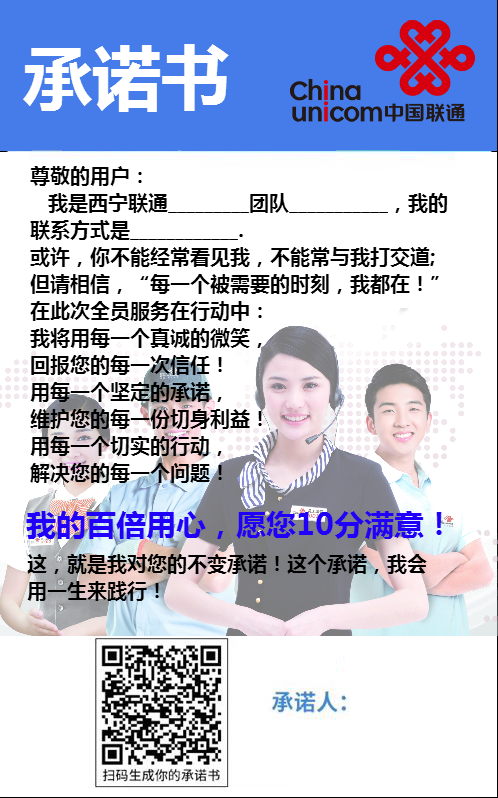 承诺书
China
unicom中国联通
尊敬的用户：
我是西宁联通_________团队___________，我的
联系方式是____________.
或许，你不能经常看见我，不能常与我打交道;
但请相信，“每一个被需要的时刻，我都在！”
在此次全员服务在行动中：
我将用每一个真诚的微笑，
回报您的每一次信任！
用每一个坚定的承诺，
维护您的每一份切身利益！
用每一个切实的行动，
解决您的每一个问题！
我的百倍用心，愿您10分满意！
这，就是我对您的不变承诺！这个承诺，我会
用一生来践行！
扫码生成你的承诺书
承诺人：